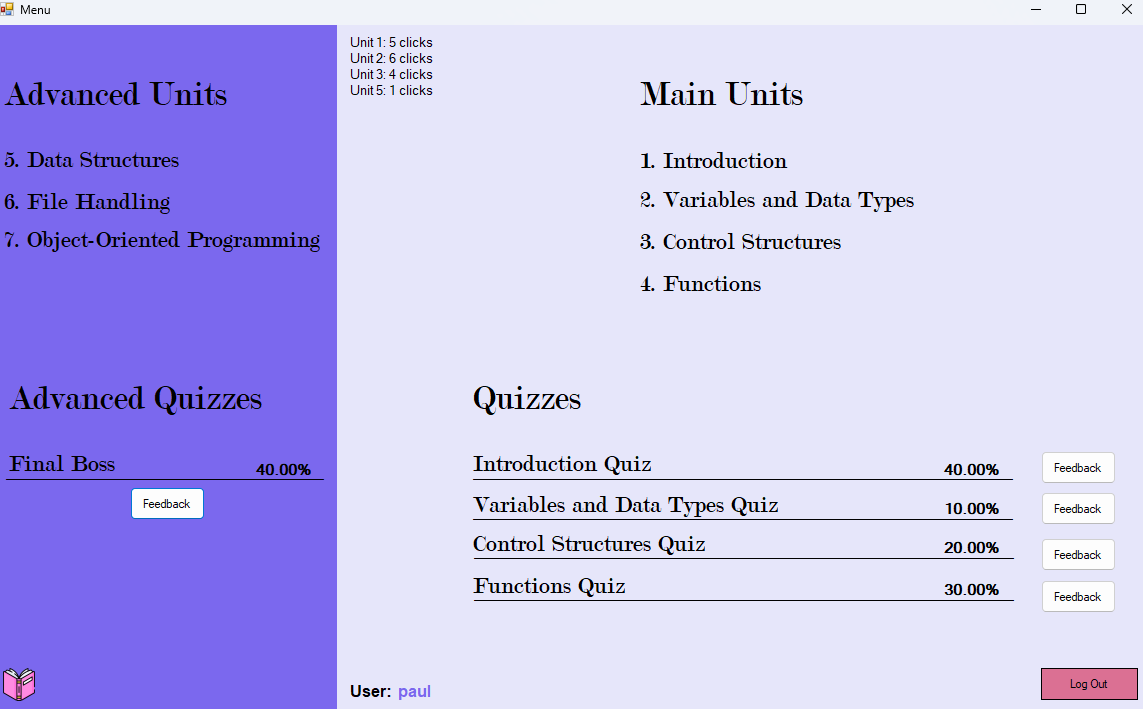 Menu
Advanced Units
5. Data Structures
6. File Handling
7. Object-Oriented Programming
Unit 1: 5 clicks
Unit 2: 6 clicks
Unit 3: 4 clicks
Unit 5: 1 clicks
Main Units
1. Introduction
2. Variables and Data Types
3. Control Structures
4. Functions
Advanced Quizzes
Final Boss 40.00%
Feedback
Quizzes
Introduction Quiz 40.00% Feedback
Variables and Data Types Quiz 10.00% Feedback
Control Structures Quiz 20.00% Feedback
Functions Quiz 30.00% Feedback
User: paul
Log Out